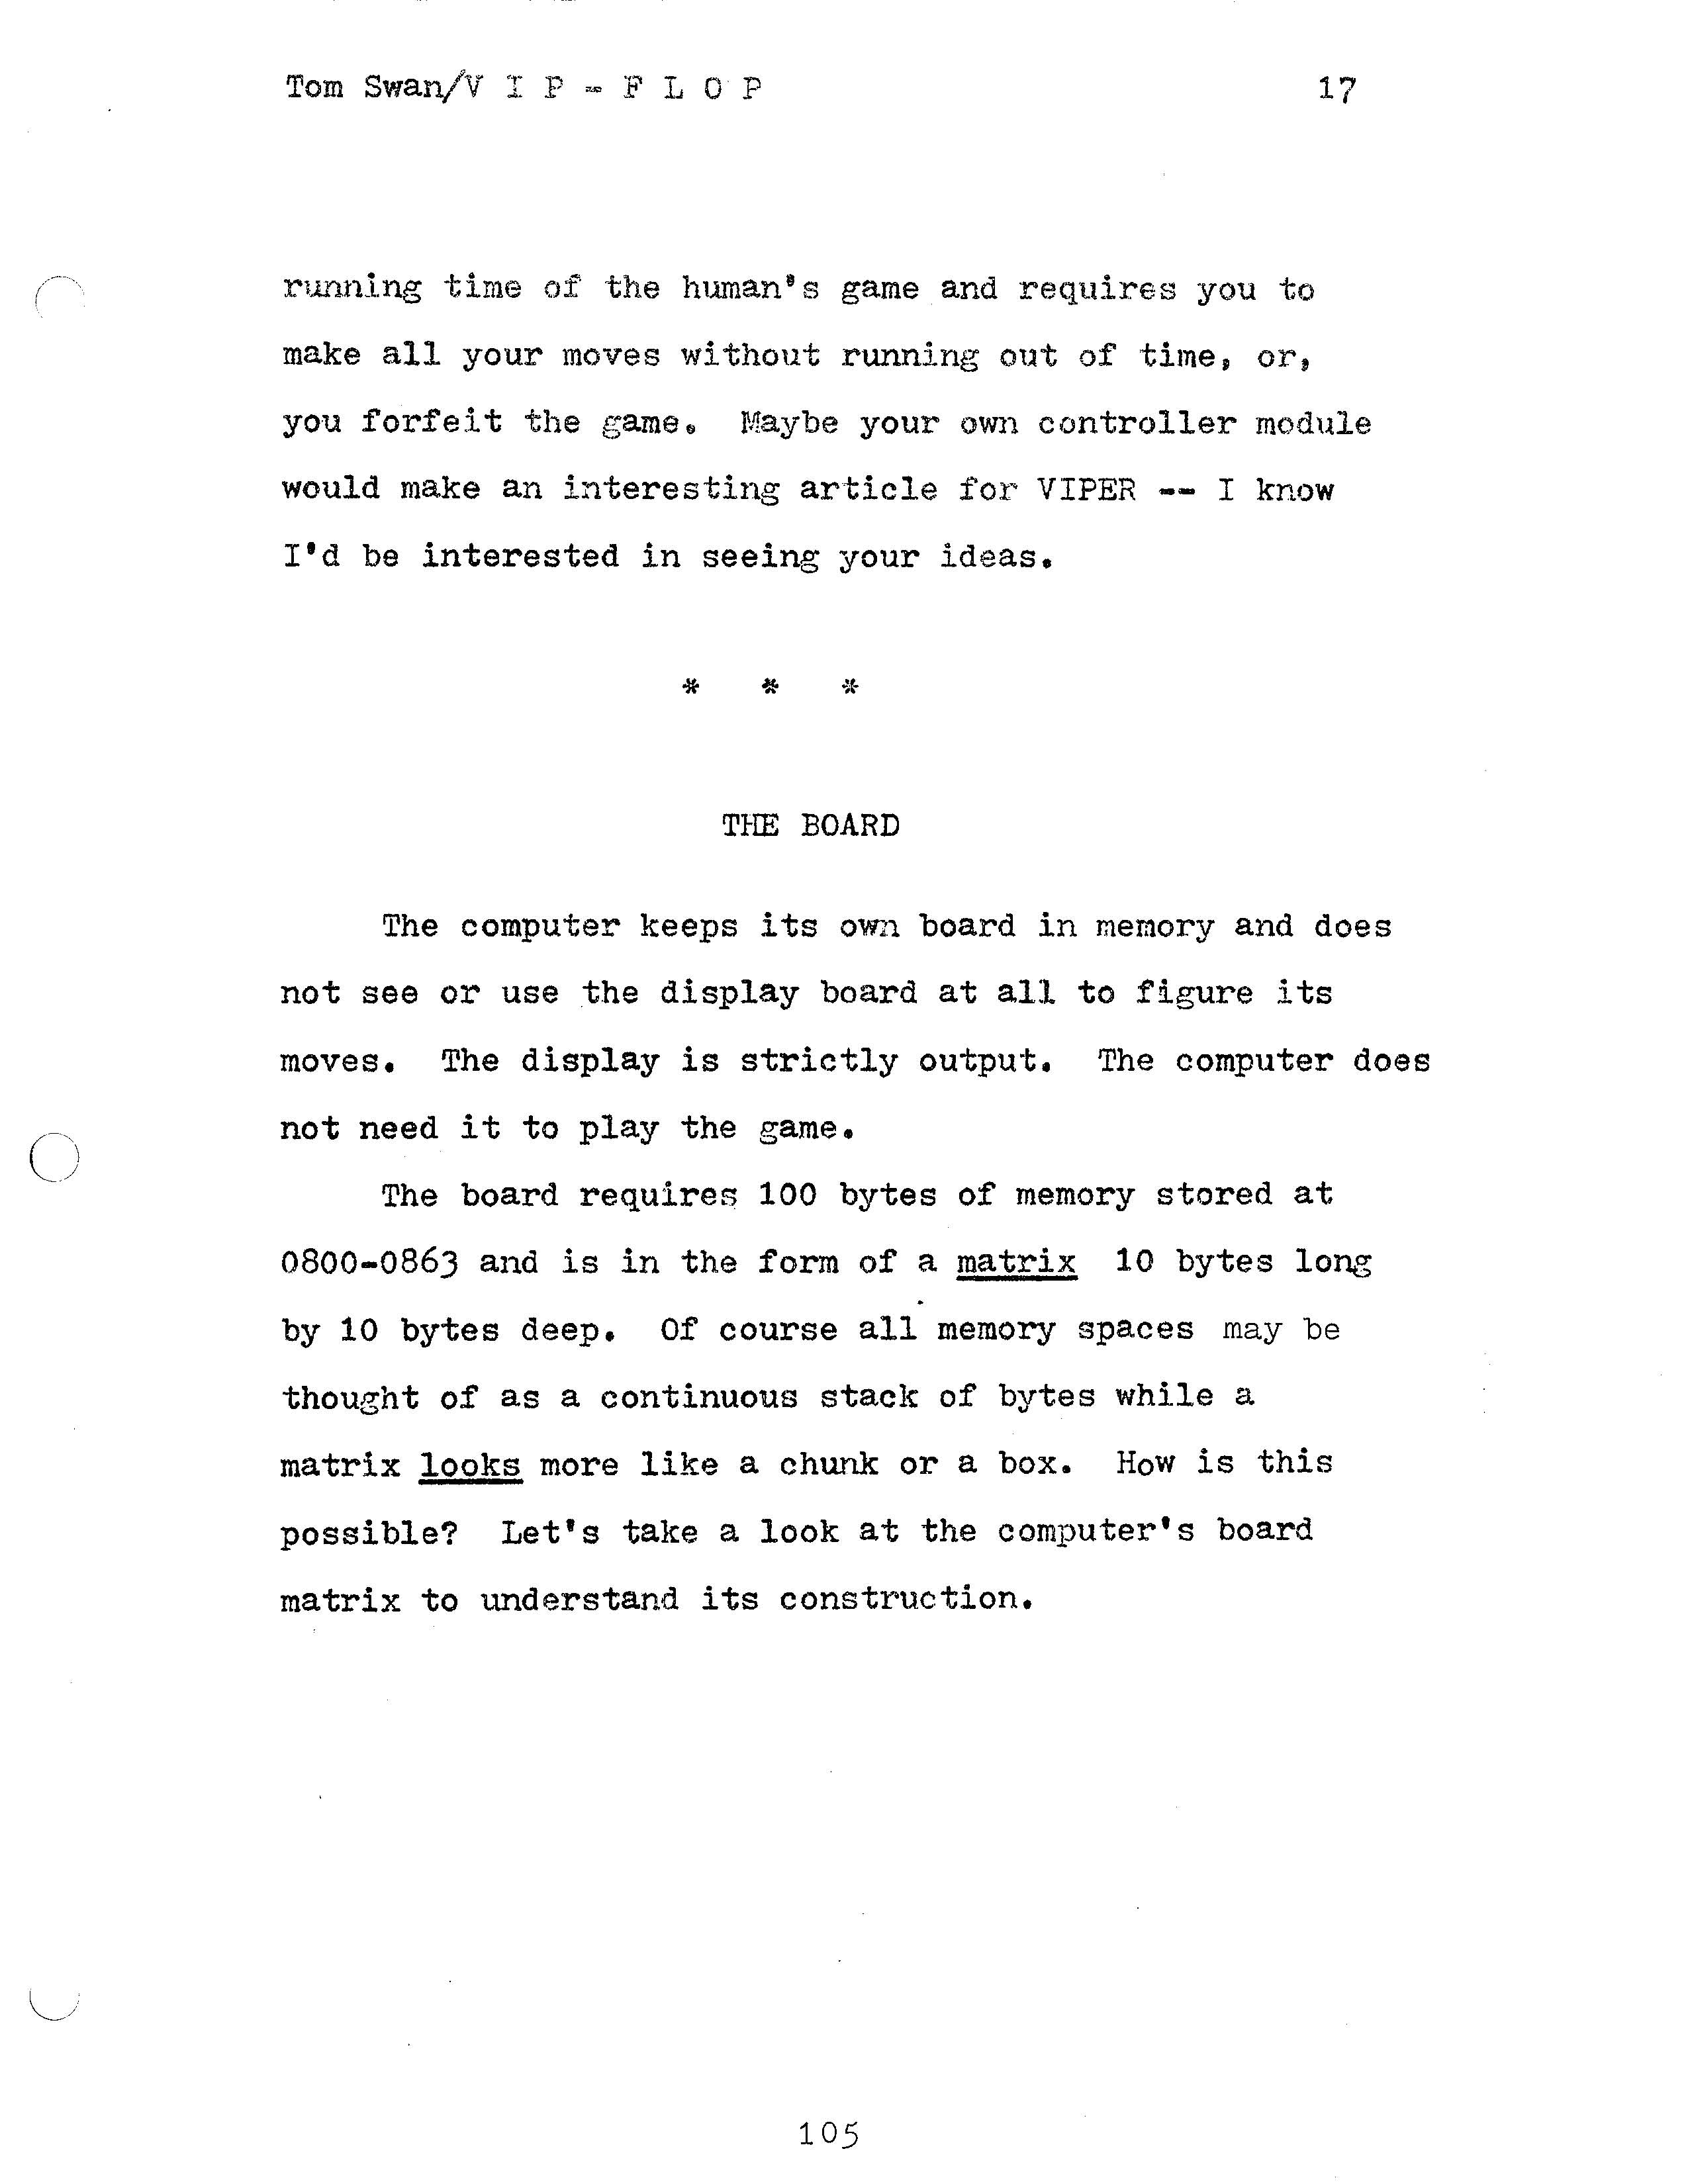 Tom Swan/V I P - F L O P 17
running time of the human's game and requires you to
make all your moves without running out of time, or,
you forfeit the game. Maybe your own controller module
would make an interesting article for VIPER -- I know
I'd be interested in seeing your ideas.
* * *
THE BOARD
The computer keeps its own board in memory and does
not see or use the display board at all to figure its
moves. The display is strictly output. The computer does
not need it to play the game.
The board requires 100 bytes of memory stored at
0800-0863 and is in the form of a matrix 10 bytes long
by 10 bytes deep. Of course all memory spaces may be
thought of as a continuous stack of bytes while a
matrix looks more like a chunk or a box. How is this
possible? Let's take a look at the computer's board
matrix to understand its construction.
105